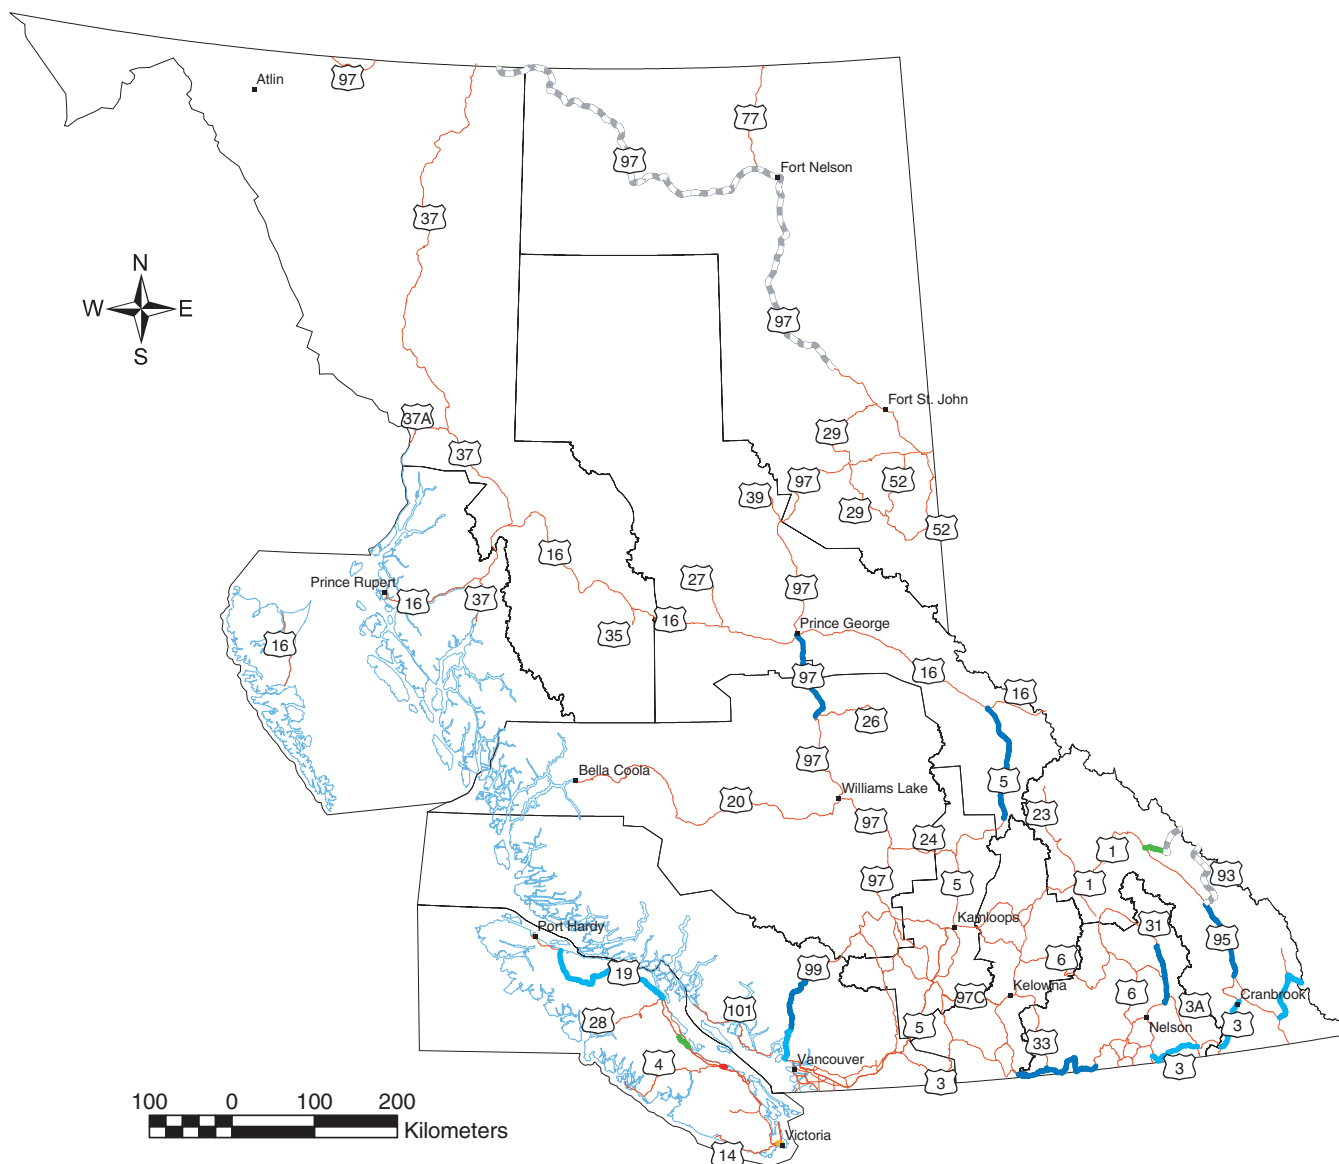 Atlin
97
77
97
Fort Nelson
37
N
W
E
S
97
Fort St. John
37A
29
37
97
52
39
29
52
16
27
97
Prince Rupert
16
37
16
35
Prince George
16
97
16
16
26
97
Bella Coola
Williams Lake
5
20
97
23
24
1
93
97
5
1
Port Hardy
Kamloops
31
95
19
99
6
97C
Kelowna
6
3A
Cranbrook
101
28
5
Nelson
3
33
4
Vancouver
3
3
100
0
100
200
Kilometers
Victoria
14